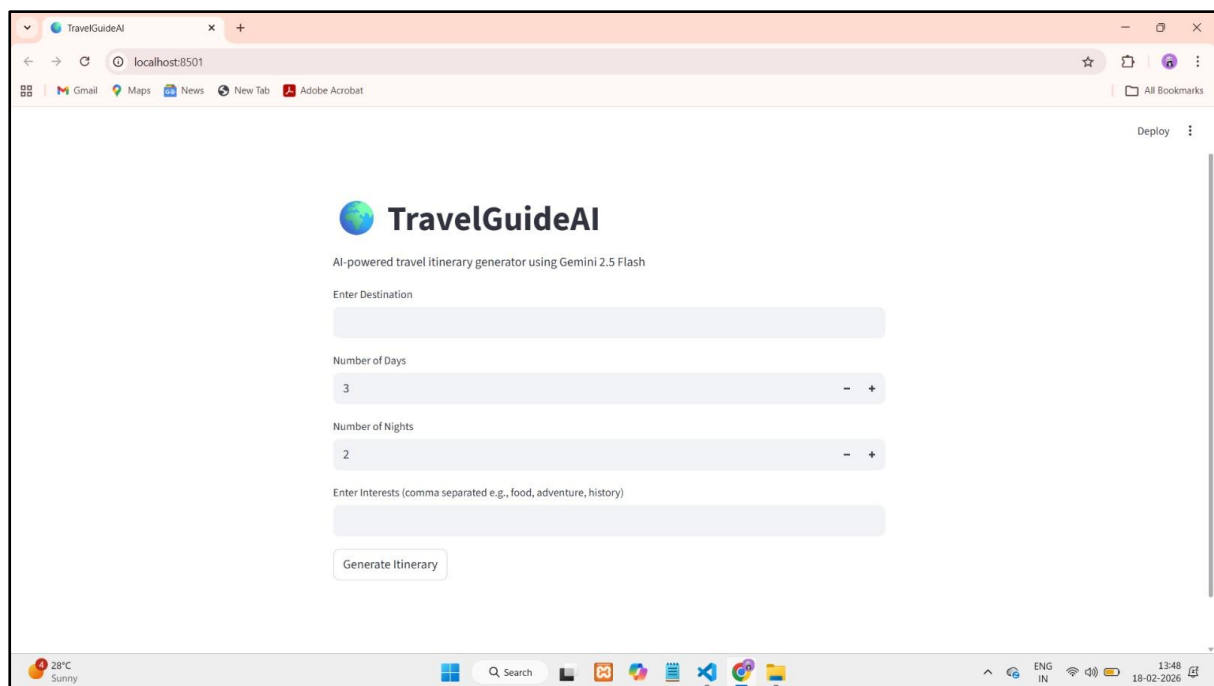 TravelGuideAI
localhost:8501
Gmail Maps News New Tab Adobe Acrobat All Bookmarks
Deploy
TravelGuideAI
AI-powered travel itinerary generator using Gemini 2.5 Flash
Enter Destination
Number of Days
3
Number of Nights
2
Enter Interests (comma separated e.g., food, adventure, history)
Generate Itinerary
4 28°C
Sunny
Search
ENG
IN
13:48
18-02-2026